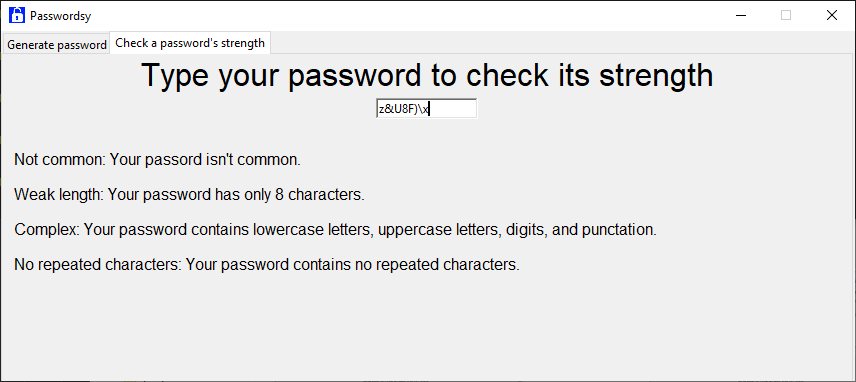 Passwordsy
Generate password
Check a password's strength
Type your password to check its strength
z&U8F)\x
Not common: Your passord isn't common.
Weak length: Your password has only 8 characters.
Complex: Your password contains lowercase letters, uppercase letters, digits, and punctation.
No repeated characters: Your password contains no repeated characters.